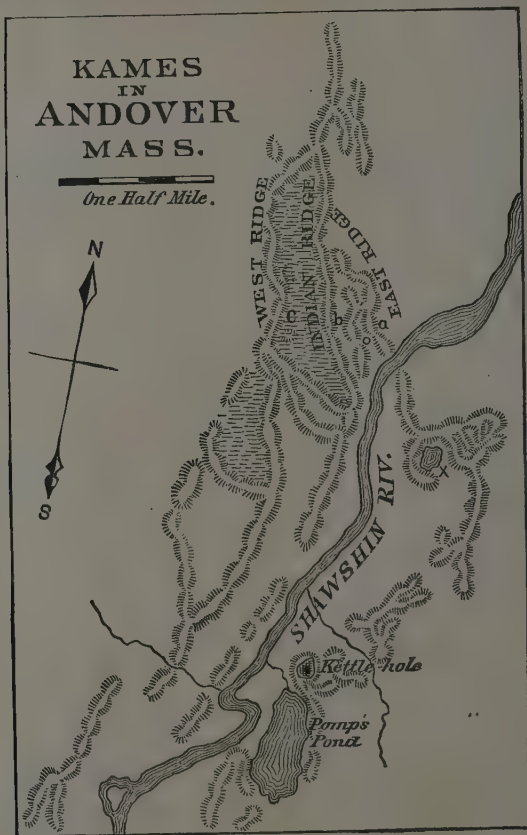 KAMES
IN
ANDOVER
MASS.
One Half Mile.
N
S
WEST RIDGE
INDIAN RIDGE
EAST RIDGE
c
b
a
X
SHAWSHIN RIV.
Kettle-hole
Pomp's
Pond